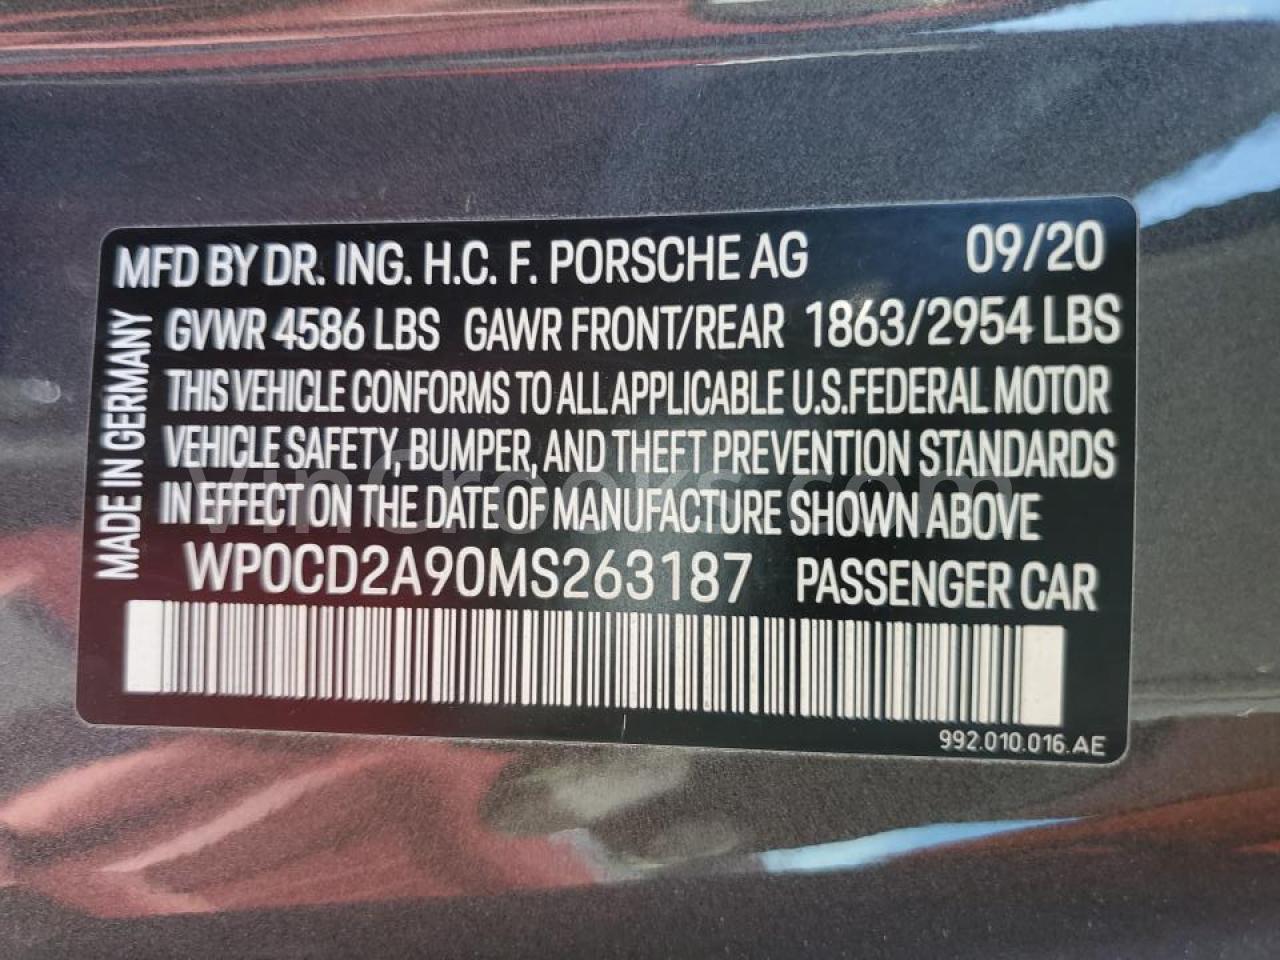 MFD BY DR. ING. H.C. F. PORSCHE AG 09/20
GVWR 4586 LBS GAWR FRONT/REAR 1863/2954 LBS
THIS VEHICLE CONFORMS TO ALL APPLICABLE U.S.FEDERAL MOTOR
VEHICLE SAFETY, BUMPER, AND THEFT PREVENTION STANDARDS
IN EFFECT ON THE DATE OF MANUFACTURE SHOWN ABOVE
WP0CD2A90MS263187 PASSENGER CAR
MADE IN GERMANY
992.010.016.AE
VinCrooks.com